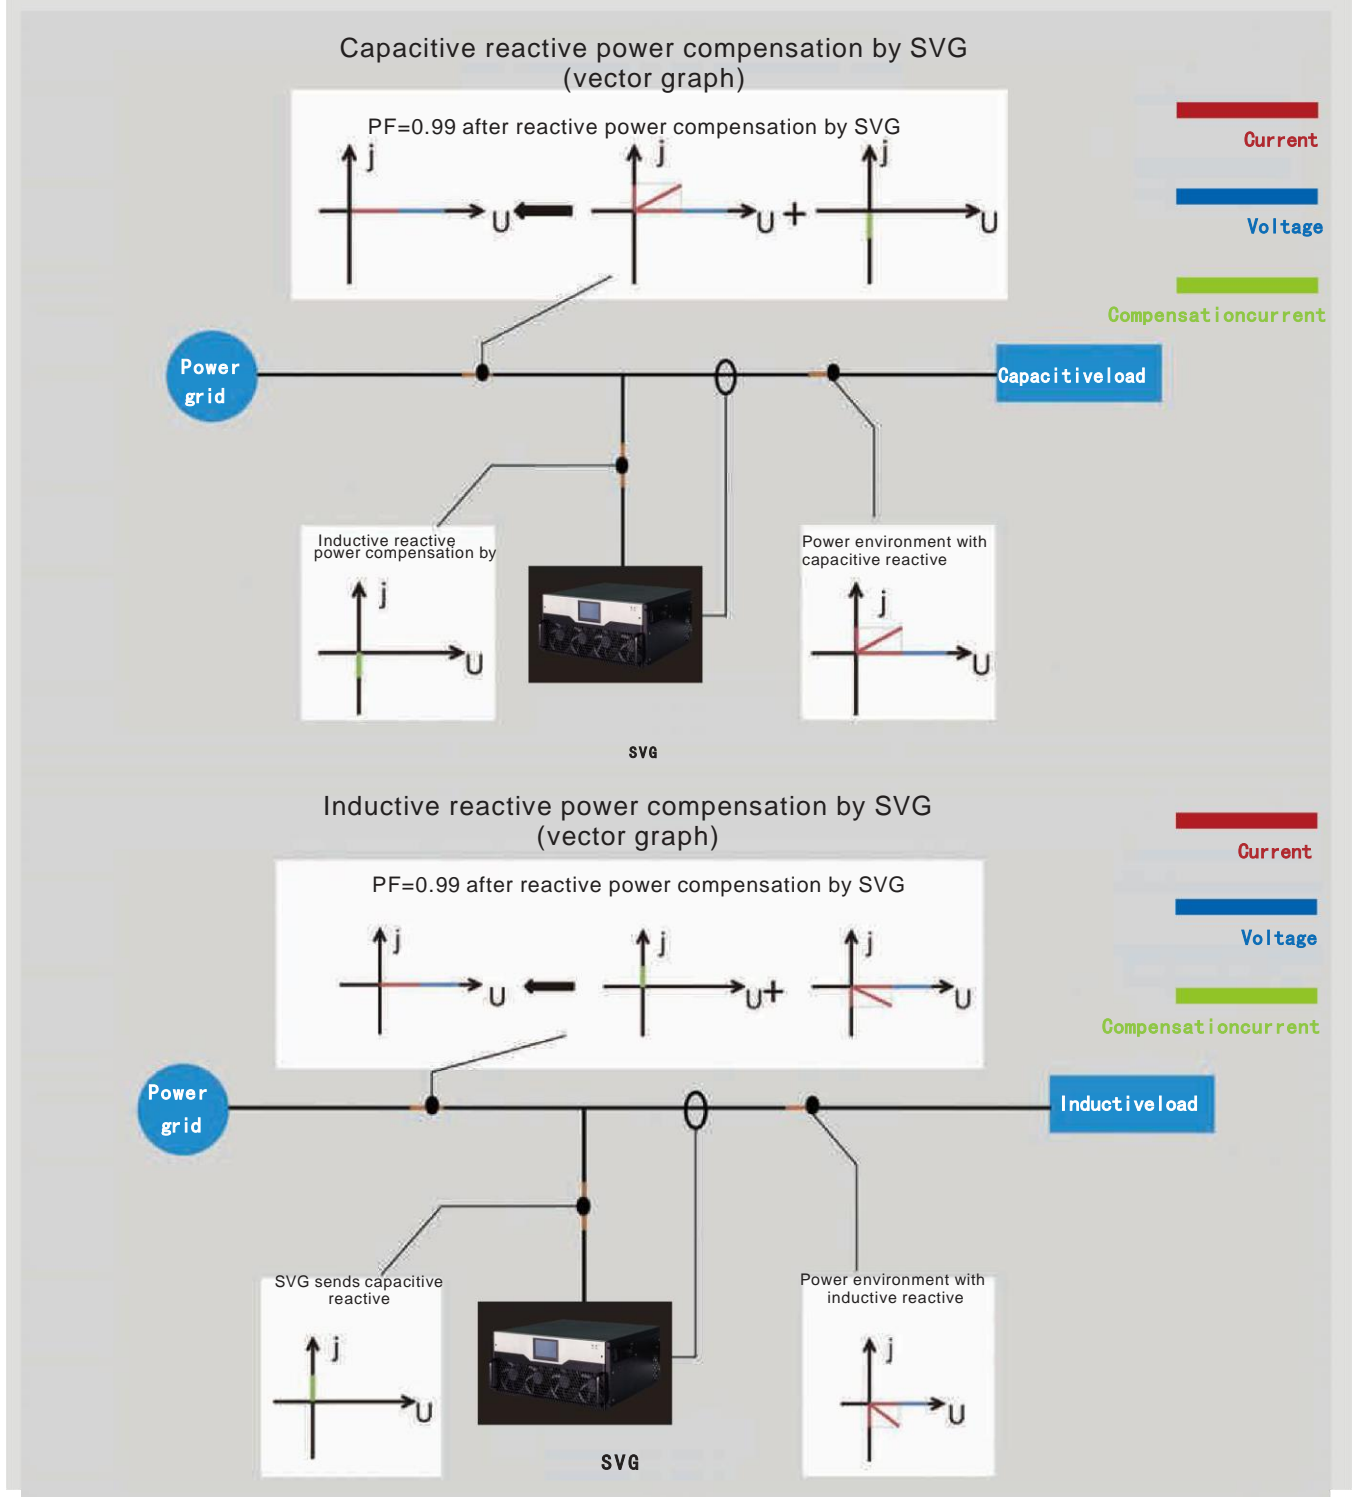 Capacitive reactive power compensation by SVG
(vector graph)
PF=0.99 after reactive power compensation by SVG
j
U
j
U
+
j
U
Current
Voltage
Compensationcurrent
Power
grid
Capacitiveload
Inductive reactive
power compensation by
j
U
Power environment with
capacitive reactive
j
U
SVG
Inductive reactive power compensation by SVG
(vector graph)
PF=0.99 after reactive power compensation by SVG
j
U
j
U
+
j
U
Current
Voltage
Compensationcurrent
Power
grid
Inductiveload
SVG sends capacitive
reactive
j
U
Power environment with
inductive reactive
j
U
SVG